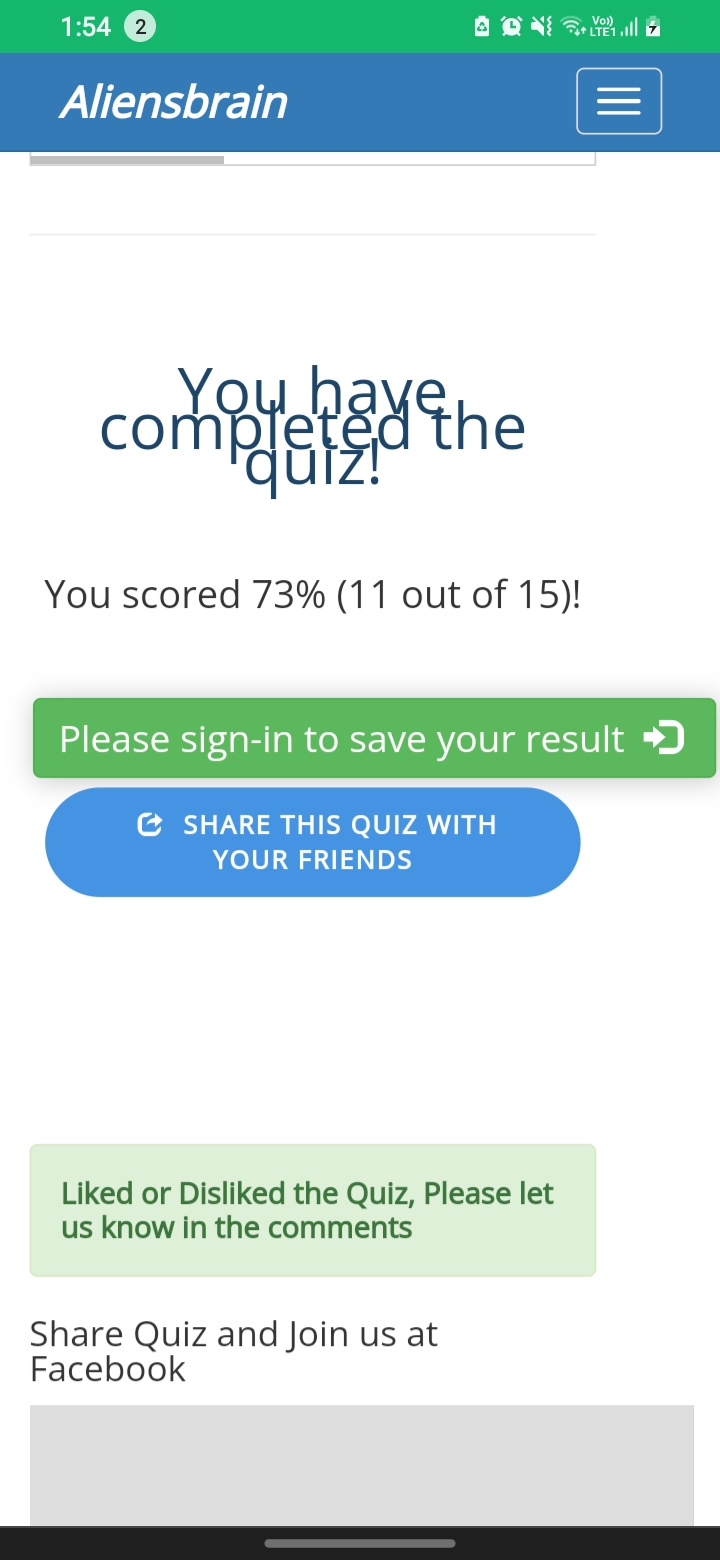 1:54 2 Vo)) LTE1
Aliensbrain
You have
completed the
quiz!
You scored 73% (11 out of 15)!
Please sign-in to save your result
SHARE THIS QUIZ WITH
YOUR FRIENDS
Liked or Disliked the Quiz, Please let
us know in the comments
Share Quiz and Join us at
Facebook